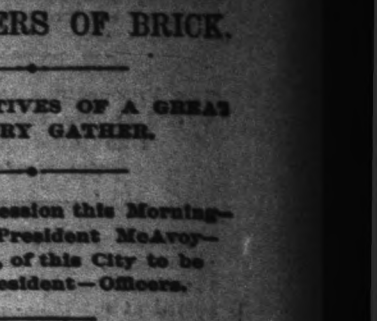 ERS OF BRICK.
TIVES OF A GREAT
RY GATHER.
ession this Morning—
President McAvoy—
, of this City to be
esident—Officers.